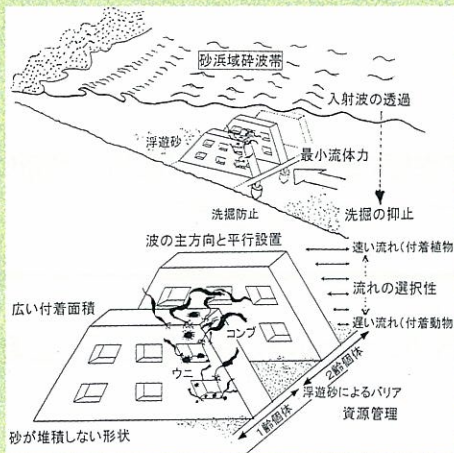 砂浜域砕波帯
入射波の透過
浮遊砂
最小流体力
洗掘防止
洗掘の抑止
波の主方向と平行設置
速い流れ(付着植物
広い付着面積
流れの選択性
コンブ
遅い流れ(付着動物
ウニ
2齢個体
浮遊砂によるバリア
1齢個体
資源管理
砂が堆積しない形状